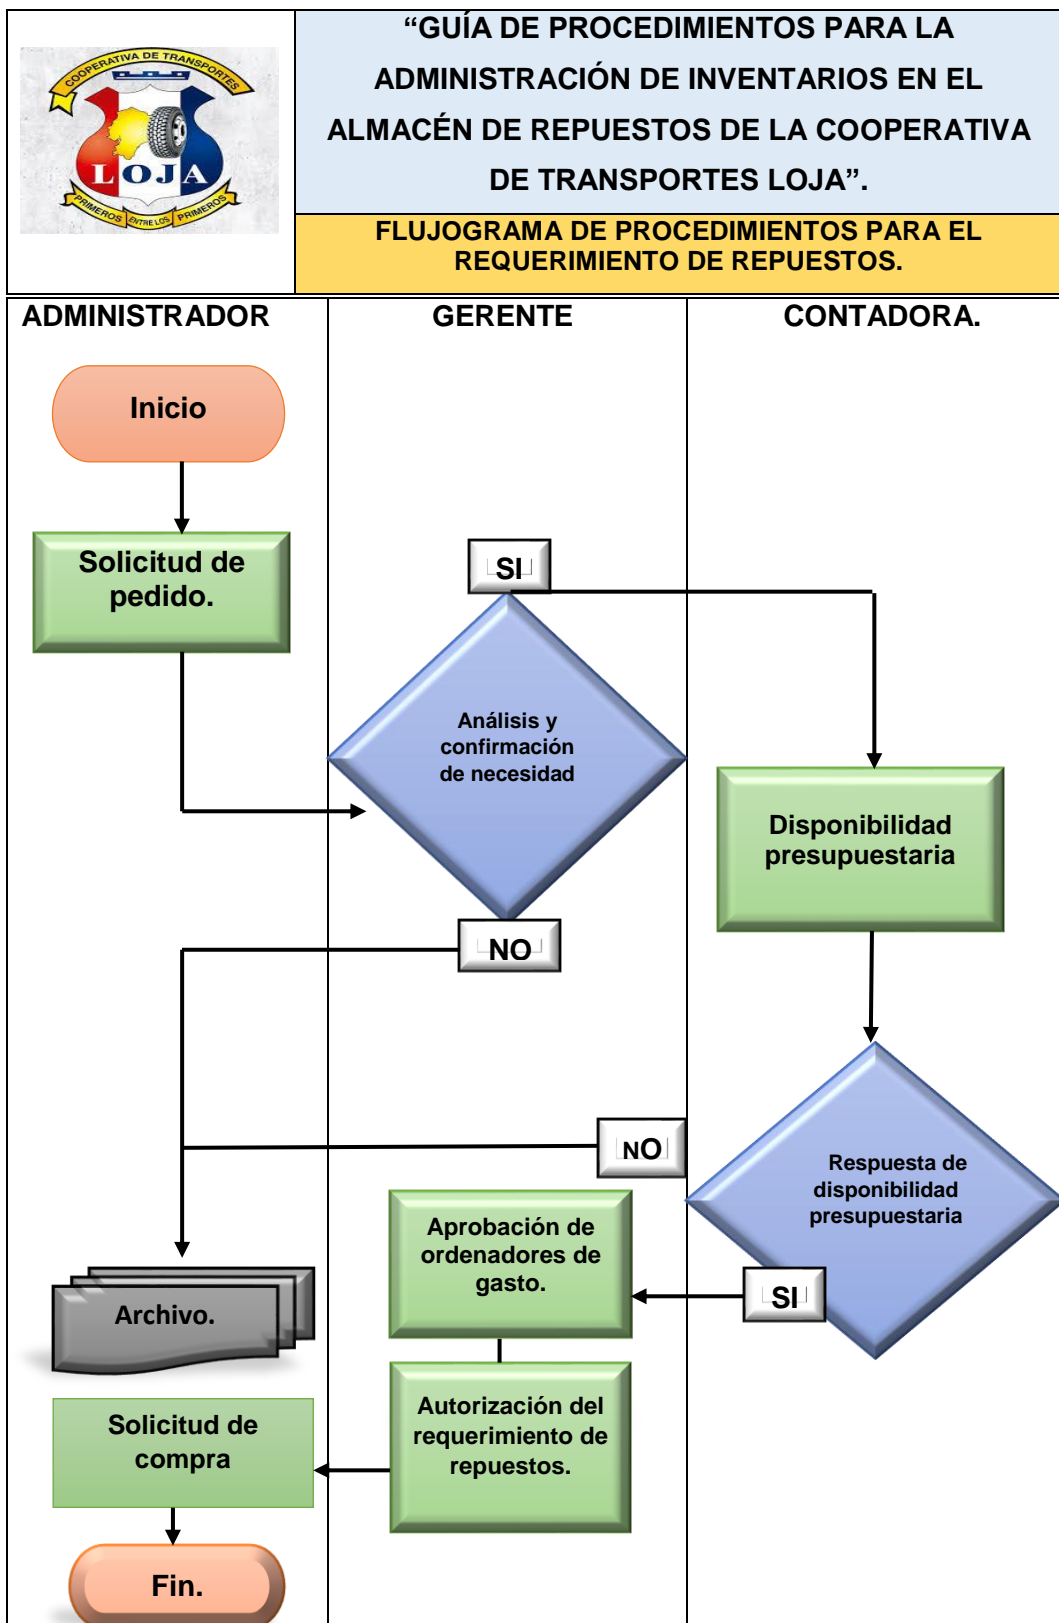 COOPERATIVA DE TRANSPORTES
LOJA
PRIMEROS ENTRE LOS PRIMEROS
“GUÍA DE PROCEDIMIENTOS PARA LA
ADMINISTRACIÓN DE INVENTARIOS EN EL
ALMACÉN DE REPUESTOS DE LA COOPERATIVA
DE TRANSPORTES LOJA”.
FLUJOGRAMA DE PROCEDIMIENTOS PARA EL
REQUERIMIENTO DE REPUESTOS.
ADMINISTRADOR
GERENTE
CONTADORA.
Inicio
Solicitud de
pedido.
SI
Análisis y
confirmación
de necesidad
Disponibilidad
presupuestaria
NO
NO
Respuesta de
disponibilidad
presupuestaria
Aprobación de
ordenadores de
gasto.
SI
Archivo.
Autorización del
requerimiento de
repuestos.
Solicitud de
compra
Fin.